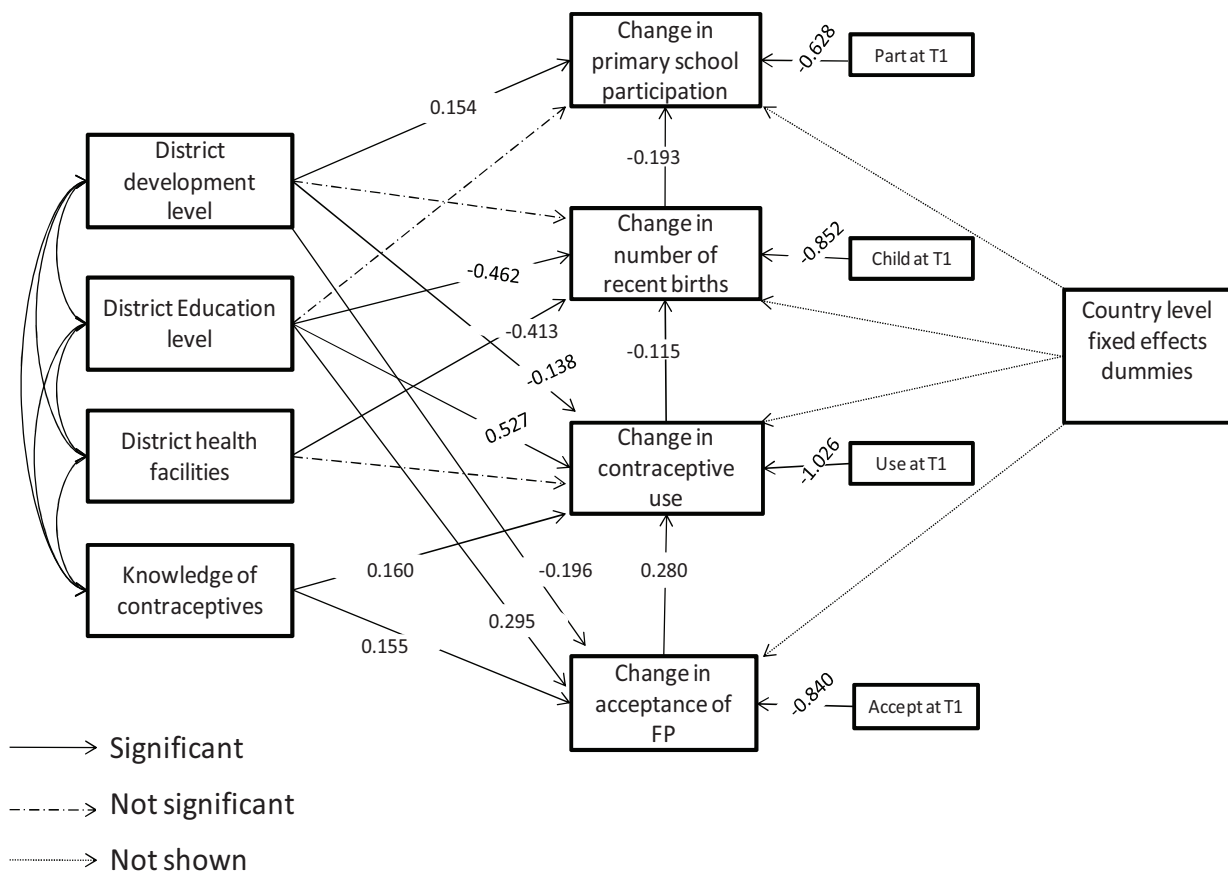 Change in
primary school
participation
-0.628
Part at T1
0.154
District
development
level
-0.193
Change in
number of
recent births
-0.852
Child at T1
-0.462
District Education
level
-0.413
-0.115
Country level
fixed effects
dummies
-0.138
0.527
District health
facilities
Change in
contraceptive
use
-1.026
Use at T1
Knowledge of
contraceptives
0.160
-0.196
0.280
0.295
0.155
Change in
acceptance of
FP
-0.840
Accept at T1
Significant
Not significant
Not shown